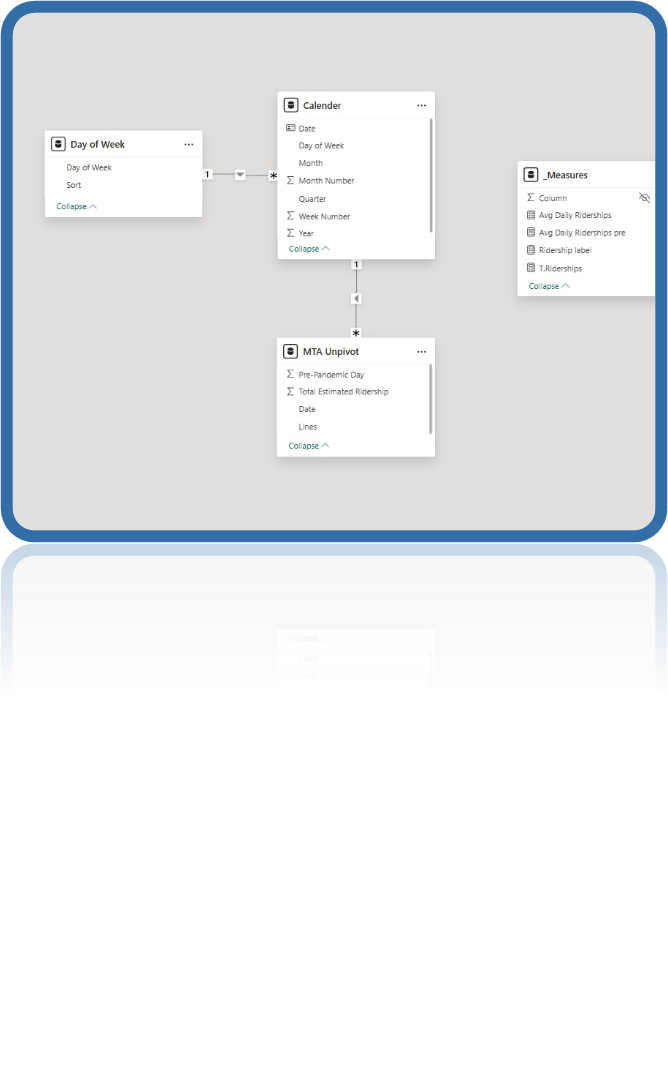 Day of Week
Day of Week
Sort
Collapse
1
*
Calender
Date
Day of Week
Month
Month Number
Quarter
Week Number
Year
Collapse
1
*
MTA Unpivot
Pre-Pandemic Day
Total Estimated Ridership
Date
Lines
Collapse
_Measures
Column
Avg Daily Riderships
Avg Daily Riderships pre
Ridership label
T.Riderships
Collapse